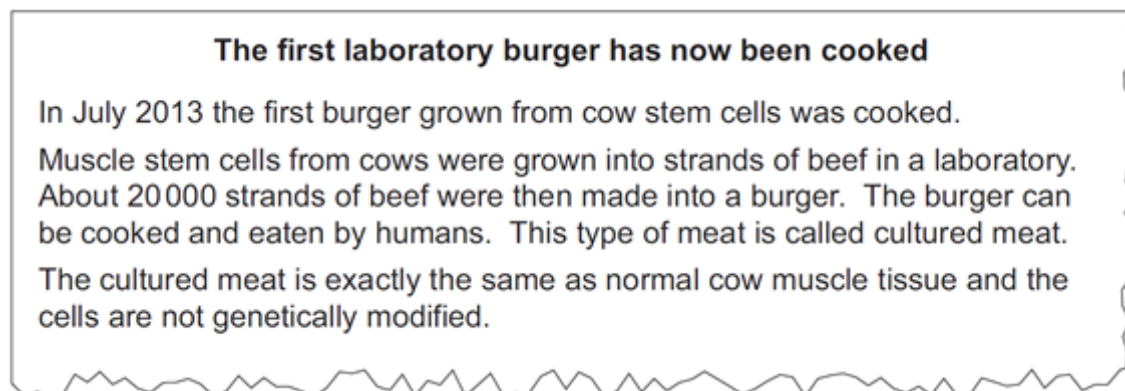 The first laboratory burger has now been cooked
In July 2013 the first burger grown from cow stem cells was cooked.
Muscle stem cells from cows were grown into strands of beef in a laboratory.
About 20 000 strands of beef were then made into a burger. The burger can
be cooked and eaten by humans. This type of meat is called cultured meat.
The cultured meat is exactly the same as normal cow muscle tissue and the
cells are not genetically modified.